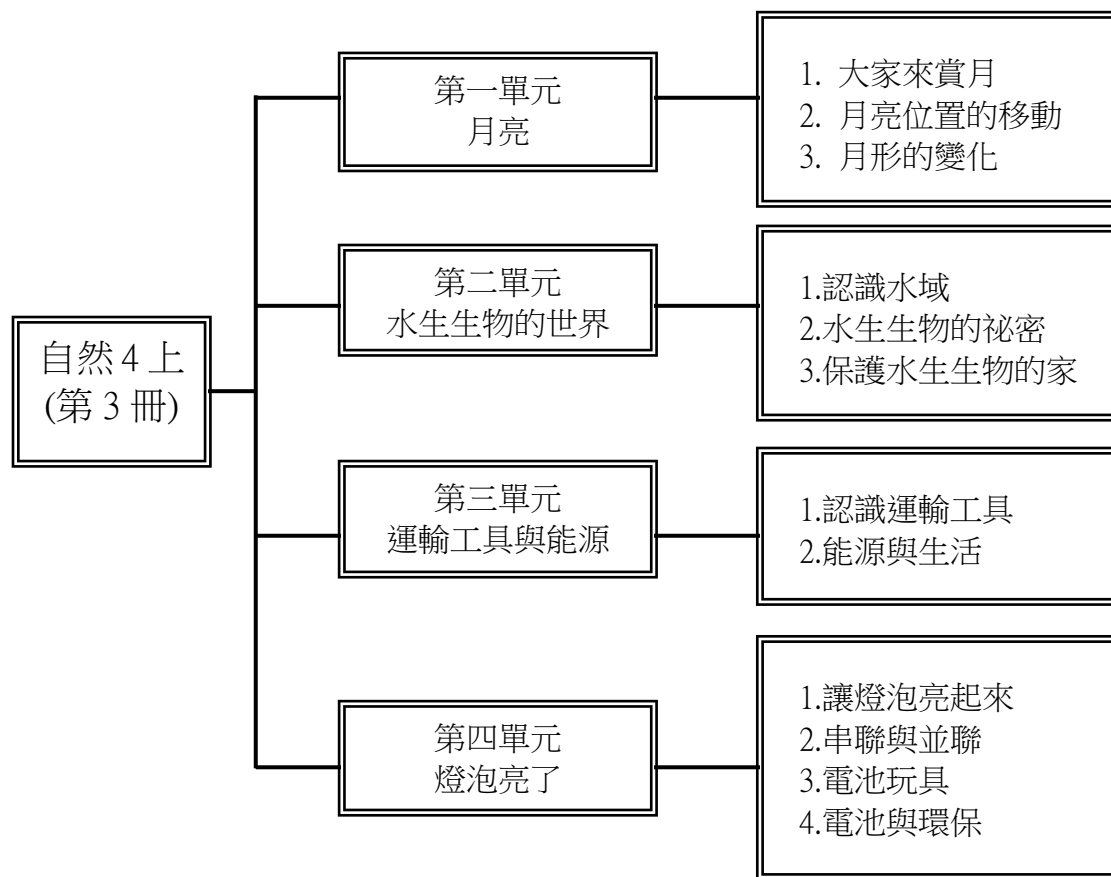 自然 4 上
(第 3 冊)
第一單元
月亮
1. 大家來賞月
2. 月亮位置的移動
3. 月形的變化
第二單元
水生生物的世界
1.認識水域
2.水生生物的祕密
3.保護水生生物的家
第三單元
運輸工具與能源
1.認識運輸工具
2.能源與生活
第四單元
燈泡亮了
1.讓燈泡亮起來
2.串聯與並聯
3.電池玩具
4.電池與環保